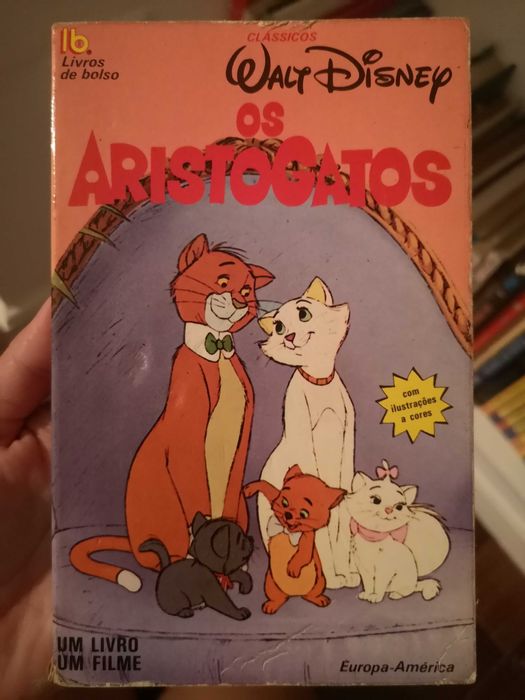 lb.
Livros
de bolso
CLÁSSICOS
WALT DISNEY
OS
ARISTOGATOS
com
ilustrações
a cores
UM LIVRO
UM FILME
Europa-América